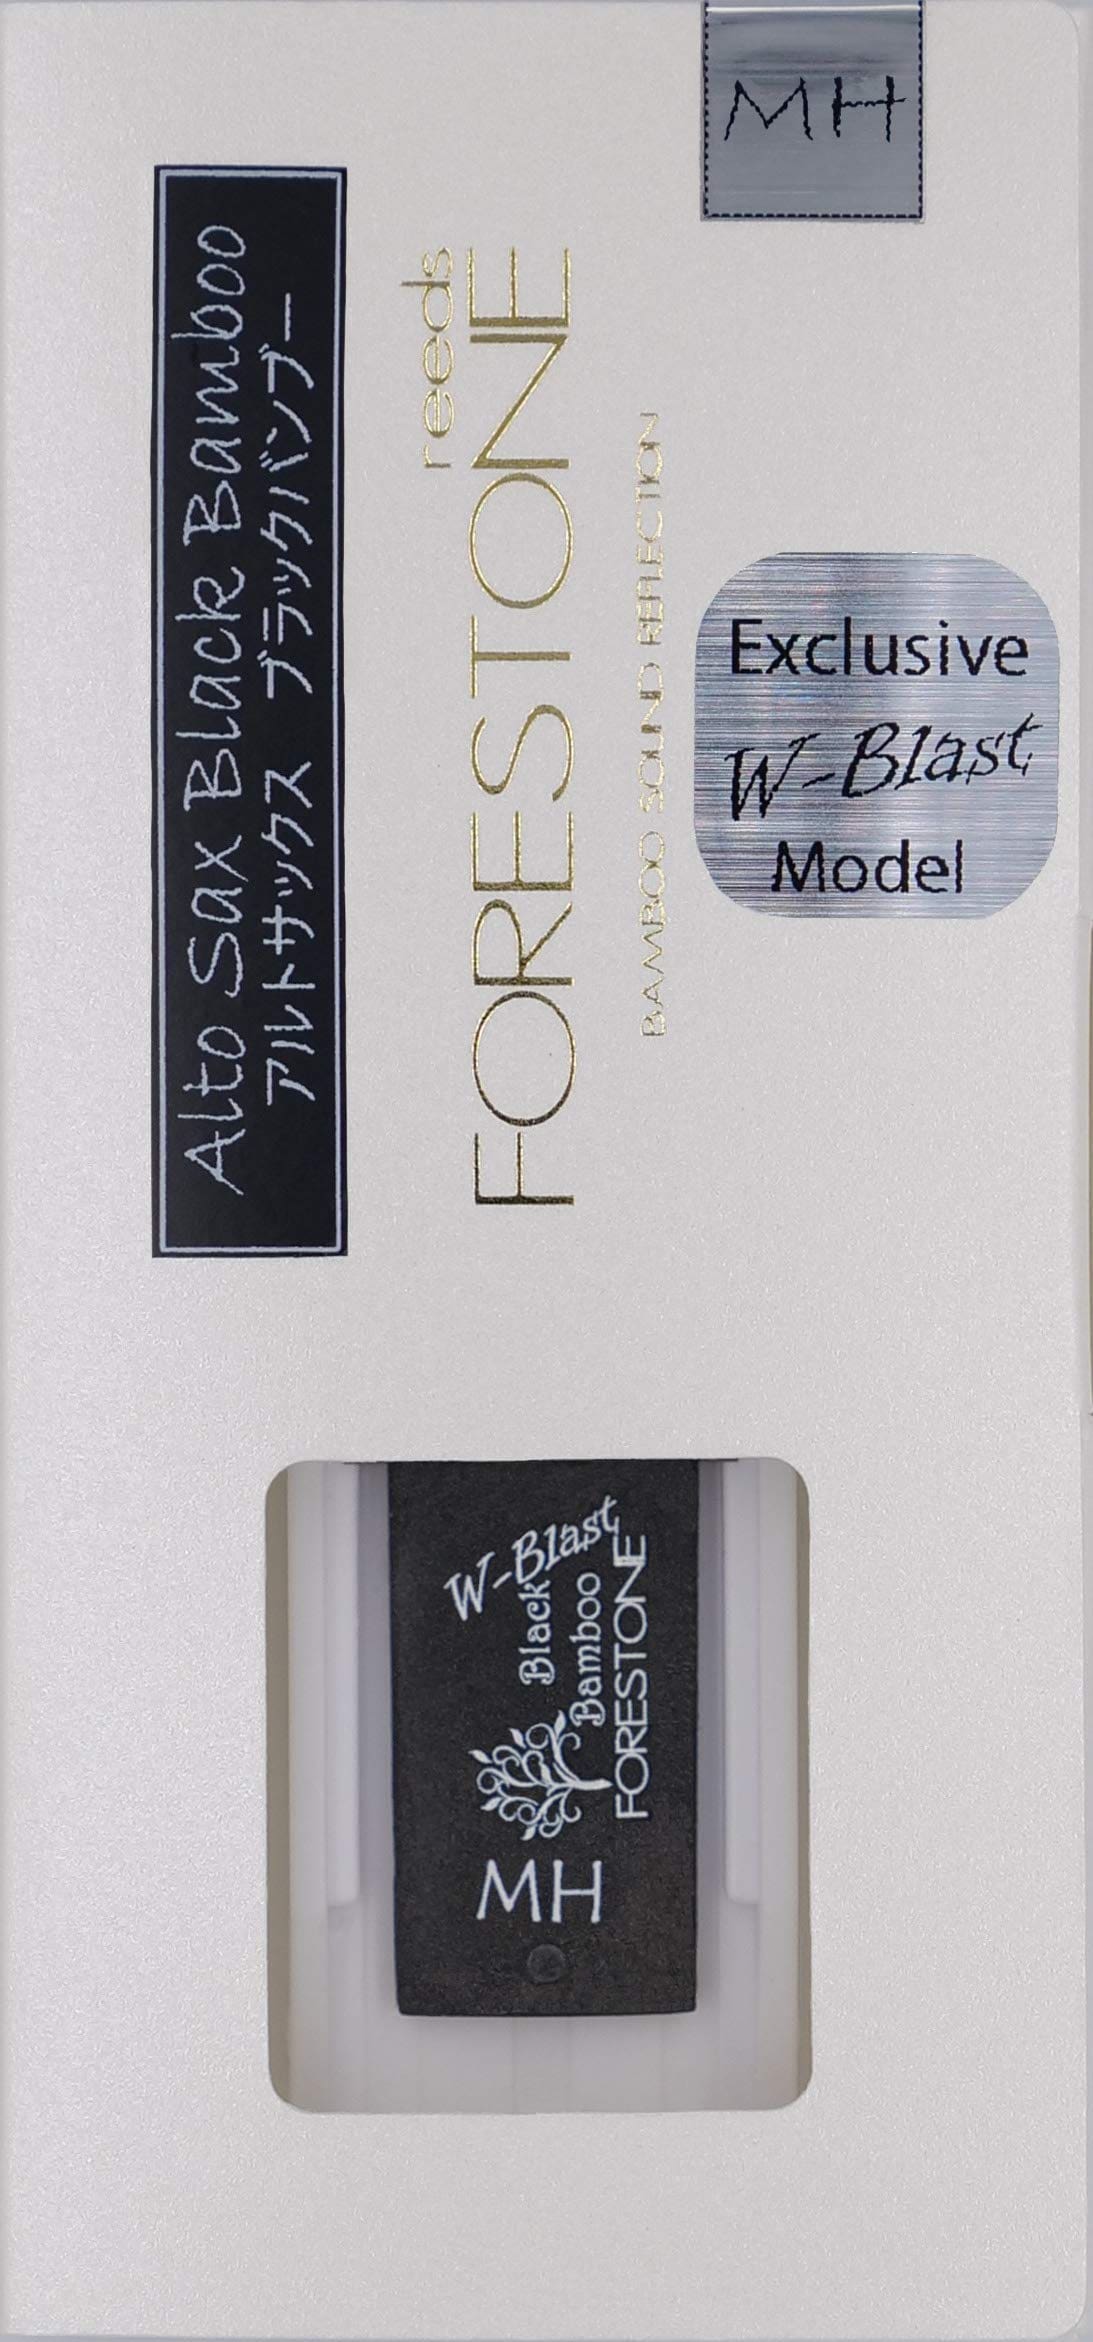 MH
Alto Sax Black Bamboo
アルトサックス ブラックバンブー
reeds
FORESTONE
BAMBOO SOUND REFLECTION
Exclusive
W-Blast
Model
W-Blast
Black
Bamboo
FORESTONE
MH